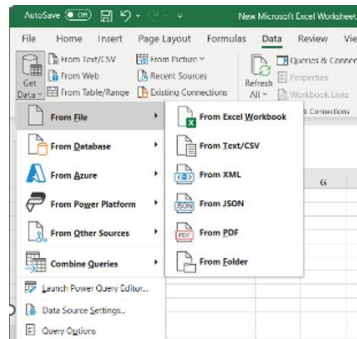 AutoSave Off New Microsoft Excel Worksheet
File Home Insert Page Layout Formulas Data Review Vie
From Text/CSV From Picture Queries & Connec
From Web Recent Sources Properties
Get From Table/Range Existing Connections Refresh Workbook Links
Data All Connections
From File From Excel Workbook
From Database From Text/CSV
From Azure From XML
From Power Platform From JSON
From Other Sources From PDF
Combine Queries From Folder
Launch Power Query Editor...
Data Source Settings...
Query Options
G